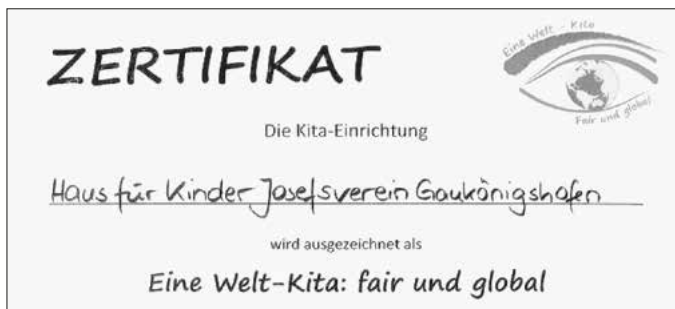 ZERTIFIKAT
Eine Welt - Kita
Fair und global
Die Kita-Einrichtung
Haus für Kinder Josefsverein Gaukönigshofen
wird ausgezeichnet als
Eine Welt-Kita: fair und global